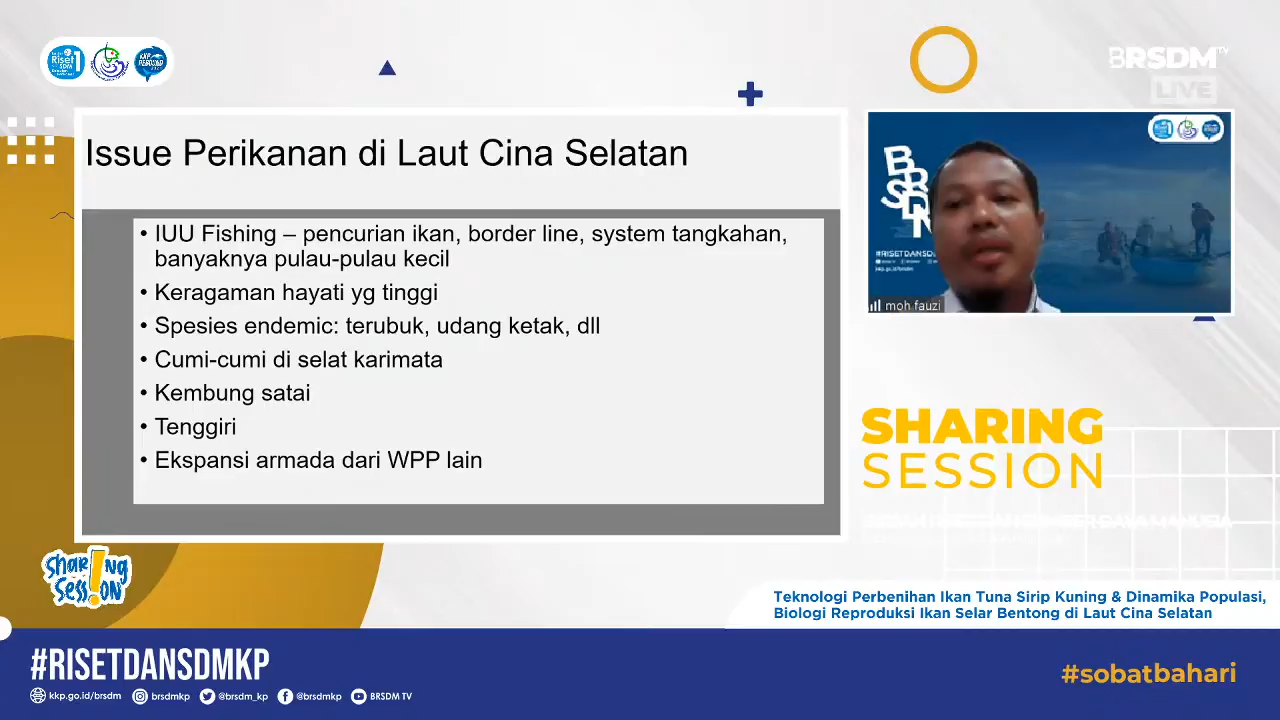 BRSDM TV
LIVE
Issue Perikanan di Laut Cina Selatan
• IUU Fishing – pencurian ikan, border line, system tangkahan,
banyaknya pulau-pulau kecil
• Keragaman hayati yg tinggi
• Spesies endemic: terubuk, udang ketak, dll
• Cumi-cumi di selat karimata
• Kembung satai
• Tenggiri
• Ekspansi armada dari WPP lain
moh fauzi
SHARING
SESSION
Sharing
Session
Teknologi Perbenihan Ikan Tuna Sirip Kuning & Dinamika Populasi,
Biologi Reproduksi Ikan Selar Bentong di Laut Cina Selatan
#RISETDANSDMKP
kkp.go.id/brsdm brsdmkp @brsdm_kp @brsdmkp BRSDM TV
#sobatbahari